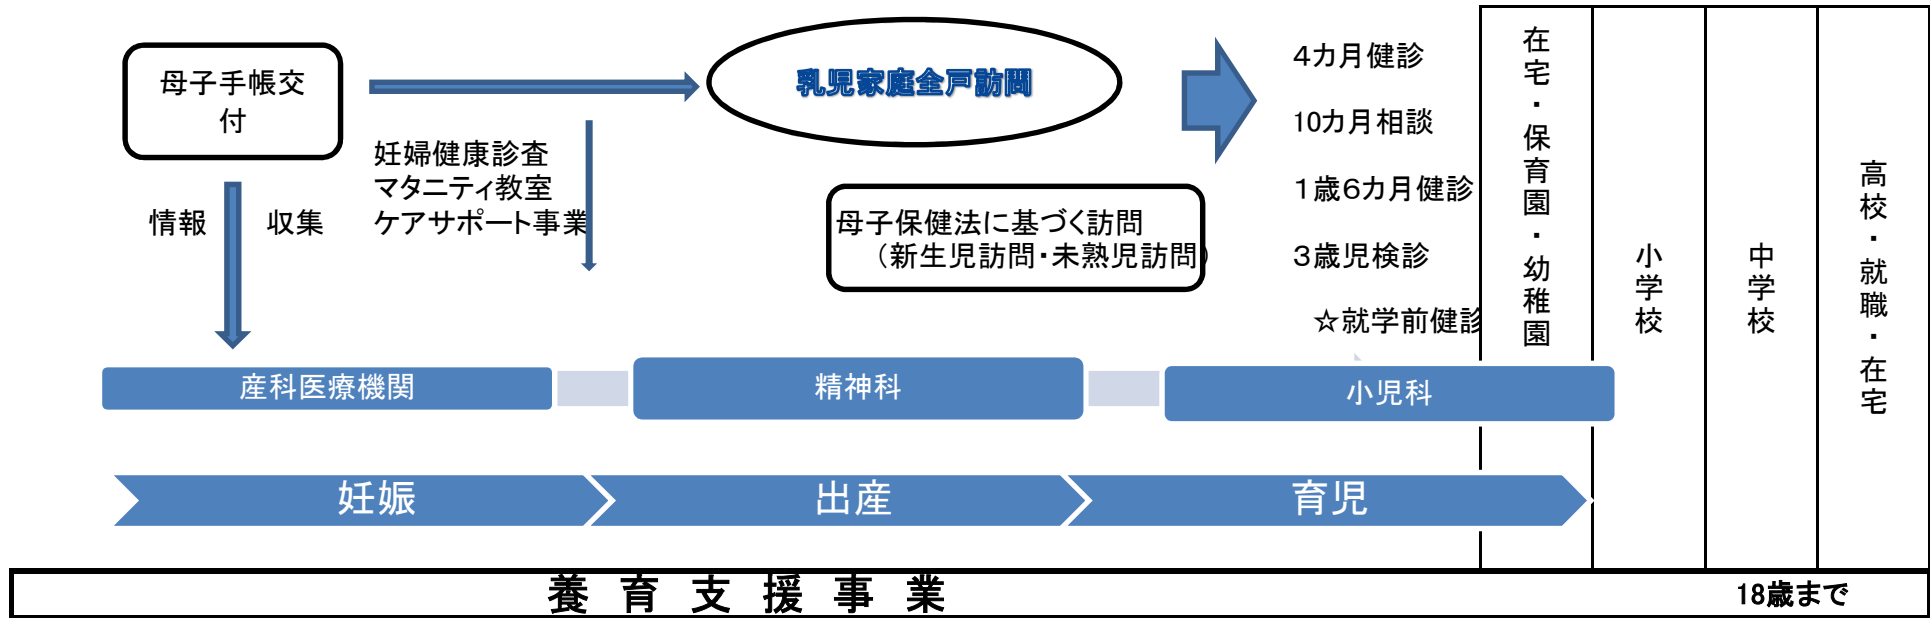 母子手帳交
付
乳児家庭全戸訪問
妊婦健康診査
マタニティ教室
ケアサポート事業
情報 収集
母子保健法に基づく訪問
（新生児訪問・未熟児訪問）
4カ月健診
10カ月相談
1歳6カ月健診
3歳児検診
☆就学前健診
在宅・保育園・幼稚園
小学校
中学校
高校・就職・在宅
産科医療機関
精神科
小児科
妊娠
出産
育児
養育支援事業
18歳まで